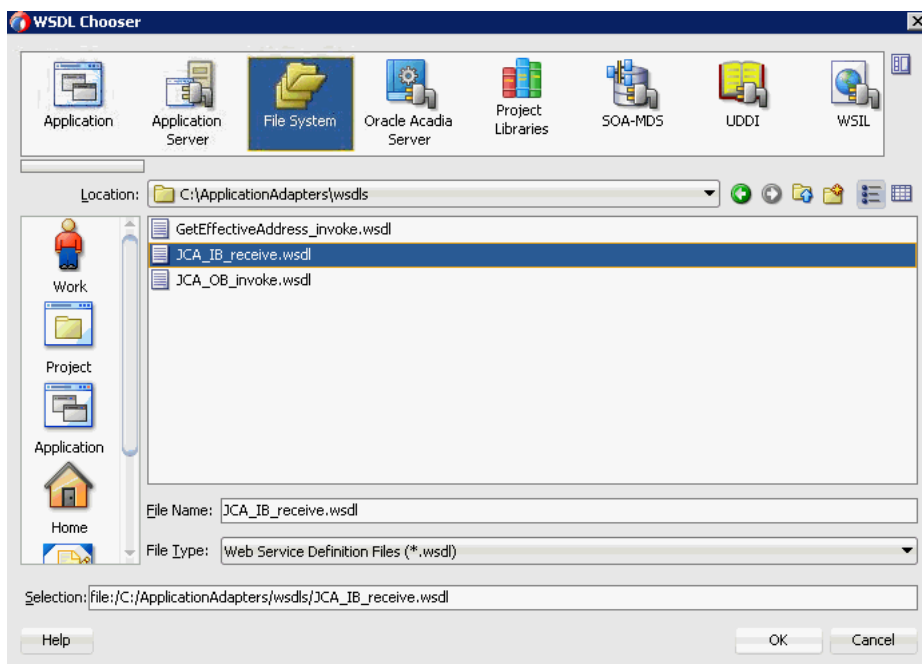 WSDL Chooser
Application
Application Server
File System
Oracle Acadia Server
Project Libraries
SOA-MDS
UDDI
WSIL
Location: C:\ApplicationAdapters\wsdls
Work
Project
Application
Home
GetEffectiveAddress_invoke.wsdl
JCA_IB_receive.wsdl
JCA_OB_invoke.wsdl
File Name: JCA_IB_receive.wsdl
File Type: Web Service Definition Files (*.wsdl)
Selection: file:/C:/ApplicationAdapters/wsdls/JCA_IB_receive.wsdl
Help
OK
Cancel